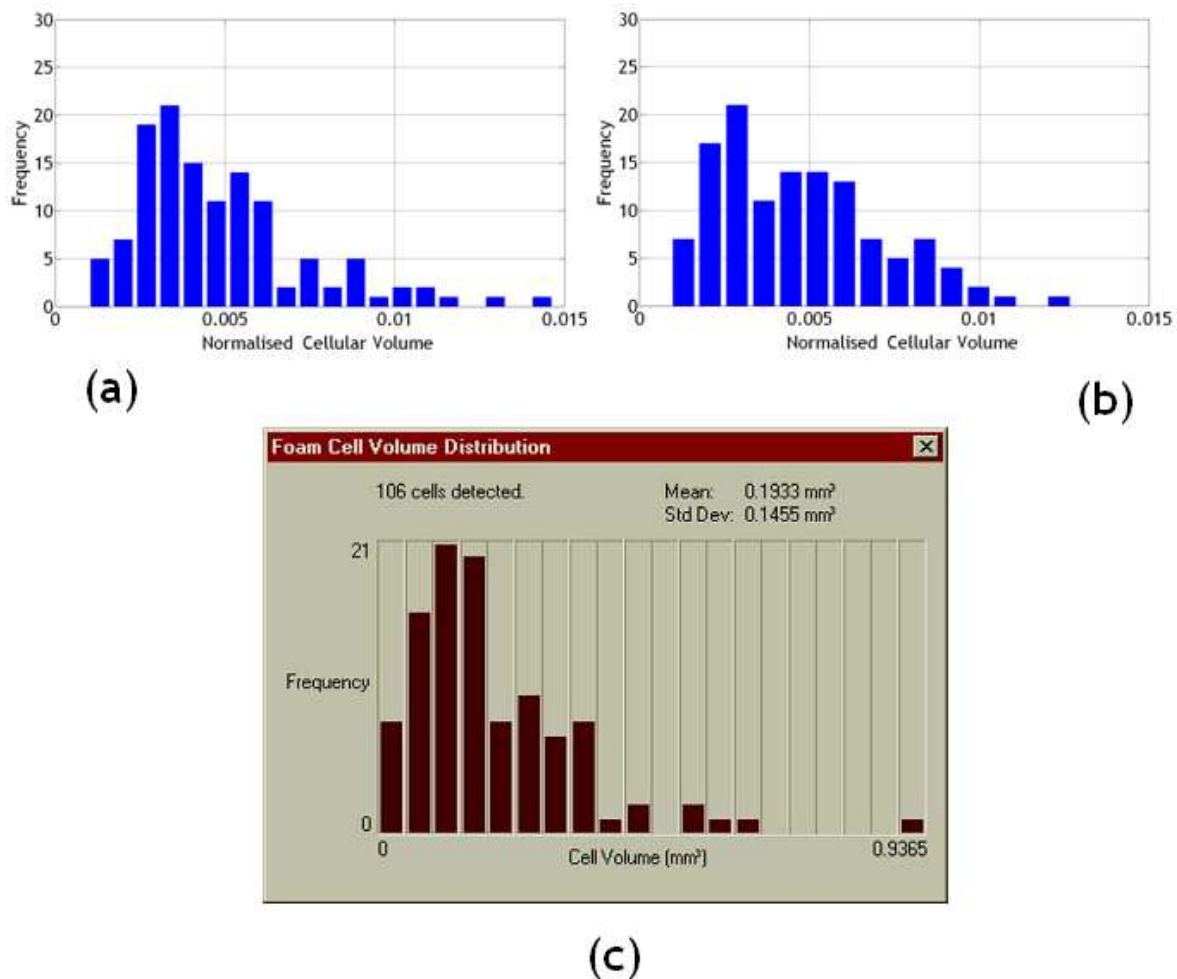 30
25
20
15
10
5
0
Frequency
0 0.005 0.01 0.015
Normalised Cellular Volume
(a)
30
25
20
15
10
5
0
Frequency
0 0.005 0.01 0.015
Normalised Cellular Volume
(b)
Foam Cell Volume Distribution
106 cells detected.
Mean: 0.1933 mm³
Std Dev: 0.1455 mm³
21
Frequency
0
0 0.9365
Cell Volume (mm³)
(c)